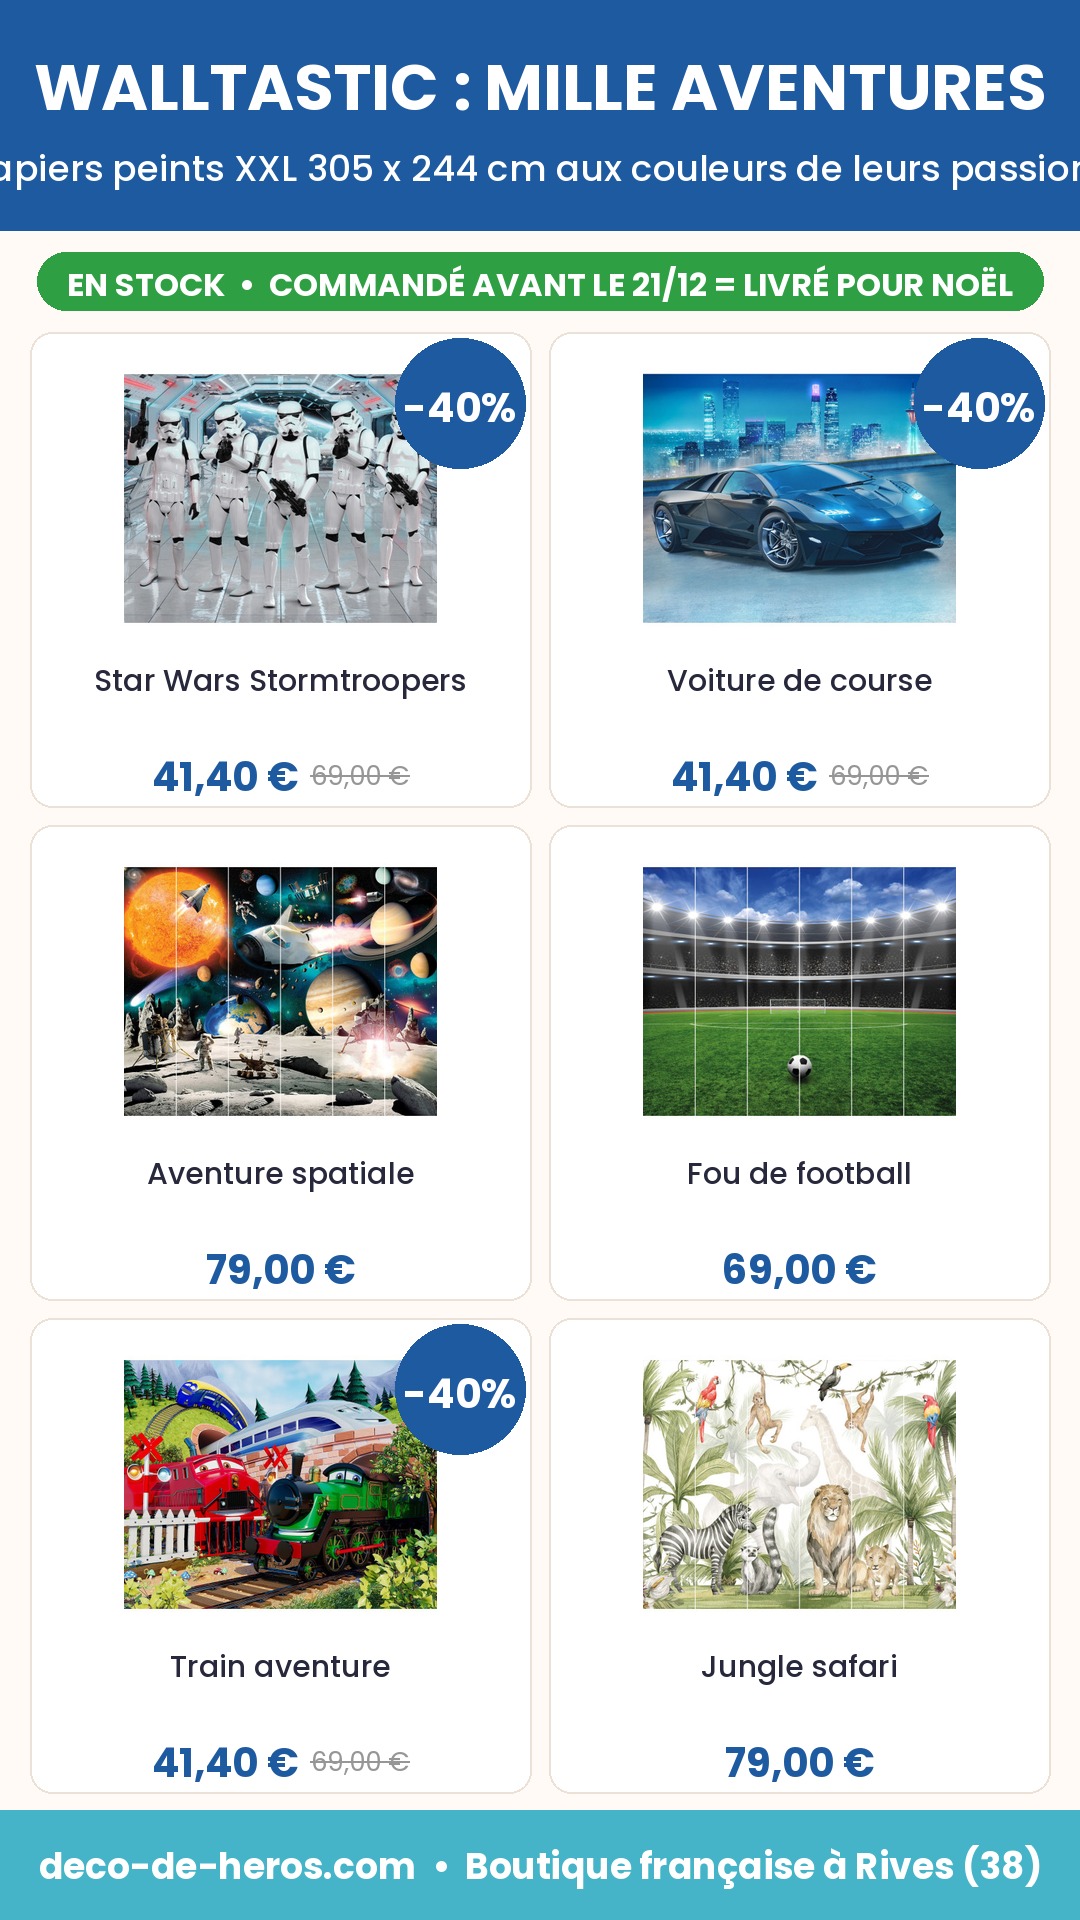 WALLTASTIC : MILLE AVENTURES
apiers peints XXL 305 x 244 cm aux couleurs de leurs passion
EN STOCK • COMMANDÉ AVANT LE 21/12 = LIVRÉ POUR NOËL
-40%
-40%
Star Wars Stormtroopers
Voiture de course
41,40 € 69,00 €
41,40 € 69,00 €
Aventure spatiale
Fou de football
79,00 €
69,00 €
-40%
Train aventure
Jungle safari
41,40 € 69,00 €
79,00 €
deco-de-heros.com • Boutique française à Rives (38)